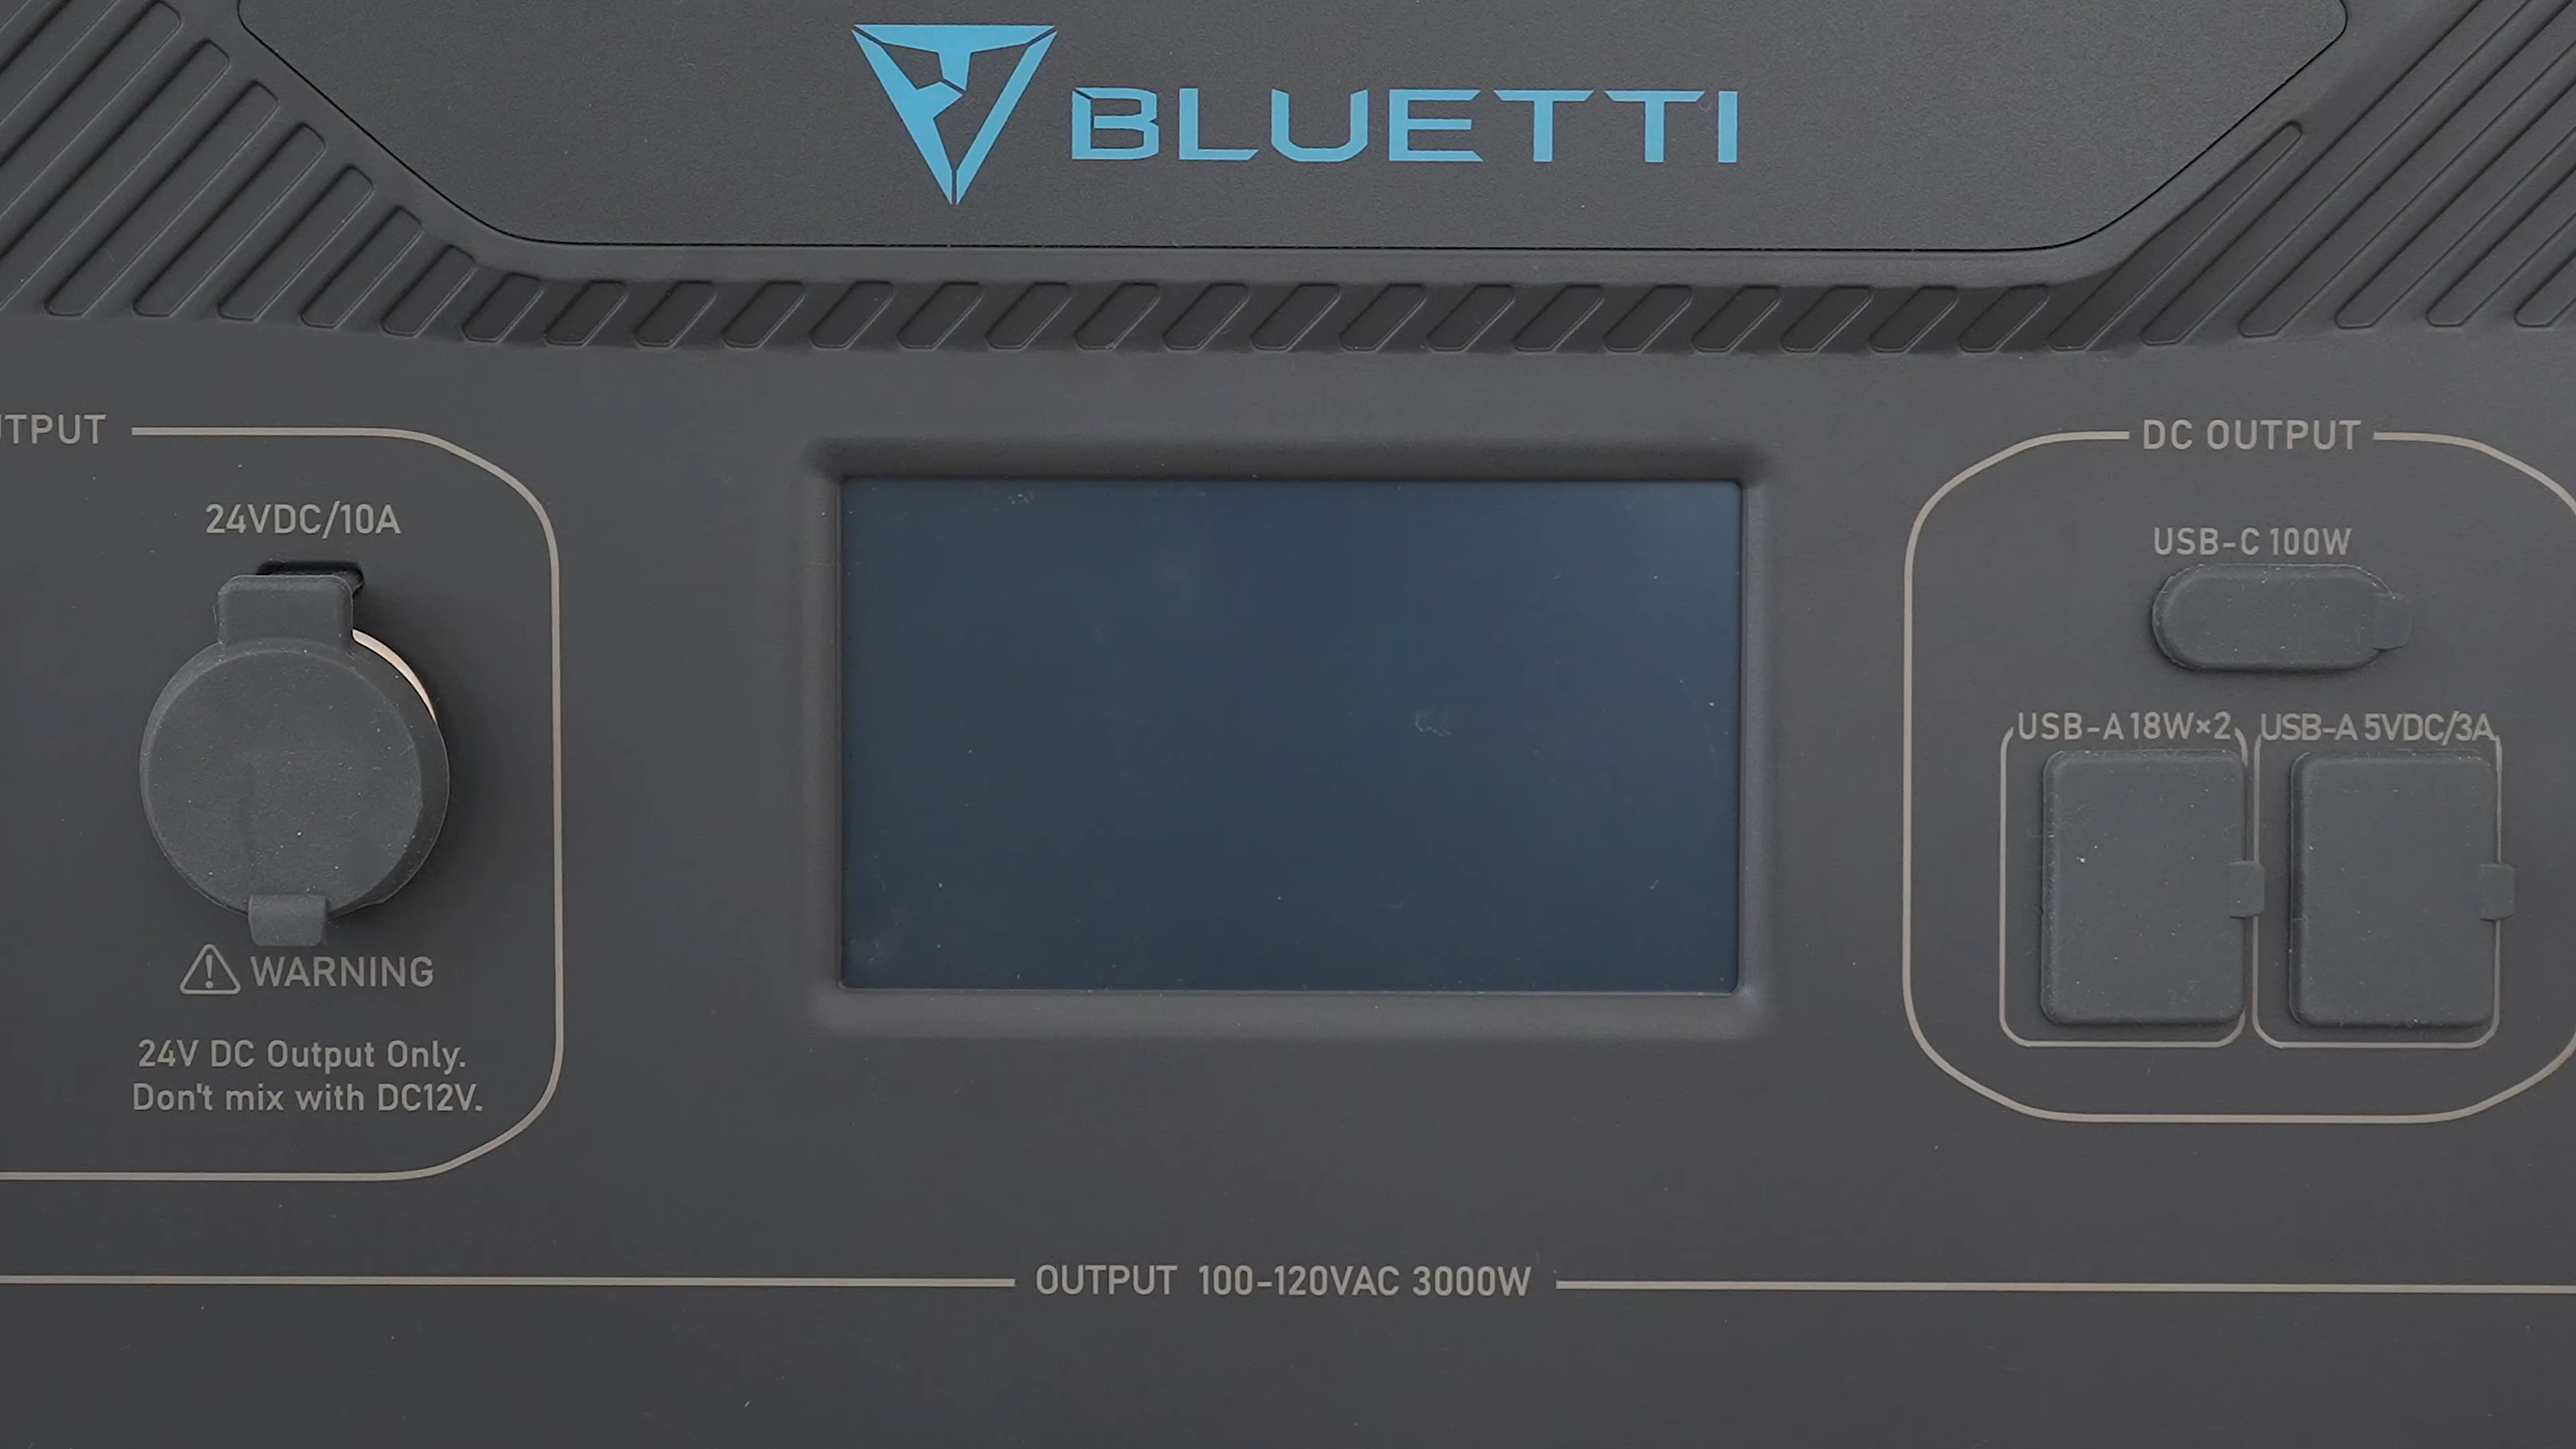 BLUETTI
TPUT
24VDC/10A
WARNING
24V DC Output Only.
Don't mix with DC12V.
DC OUTPUT
USB-C 100W
USB-A 18W×2
USB-A 5VDC/3A
OUTPUT 100-120VAC 3000W